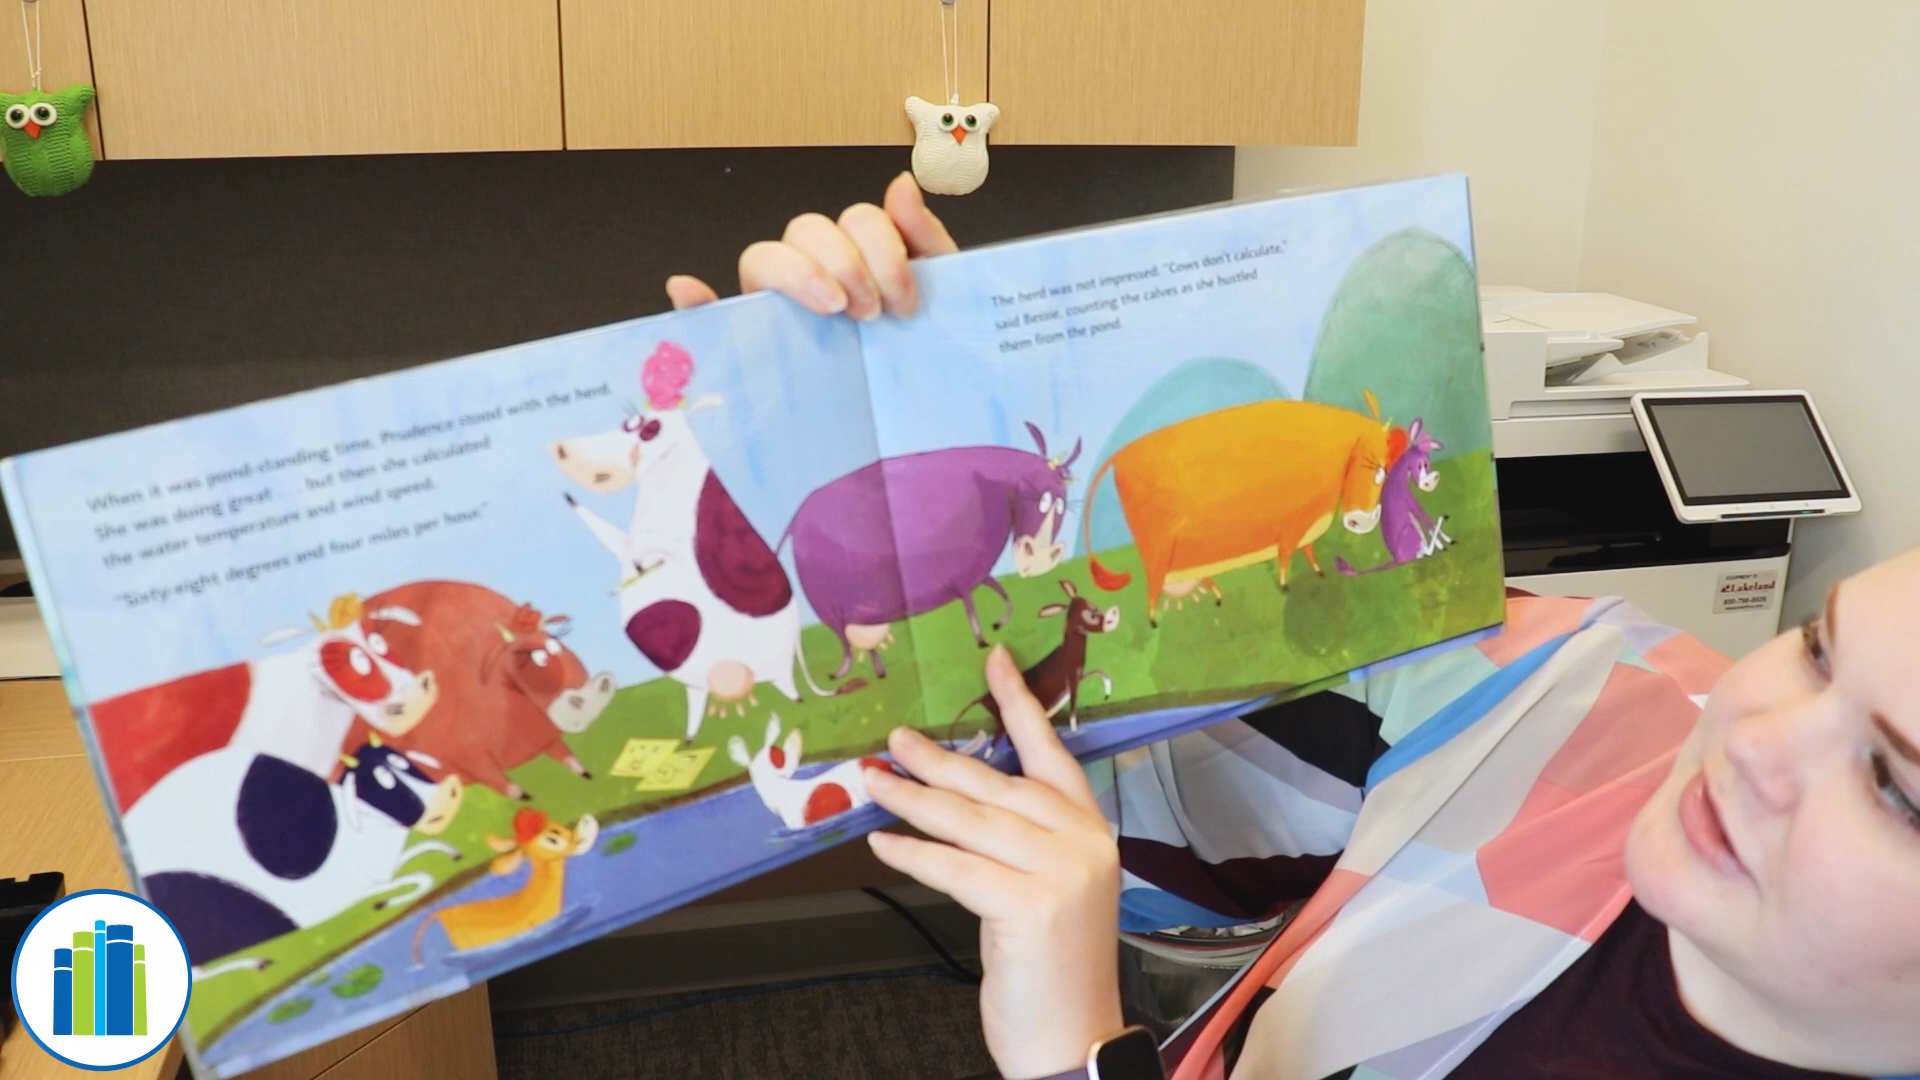 When it was pond-standing time, Prudence stood with the herd.
She was doing great . . . but then she calculated
the water temperature and wind speed.
"Sixty-eight degrees and four miles per hour."
The herd was not impressed. "Cows don't calculate,"
said Bessie, counting the calves as she hustled
them from the pond.
Lakeland